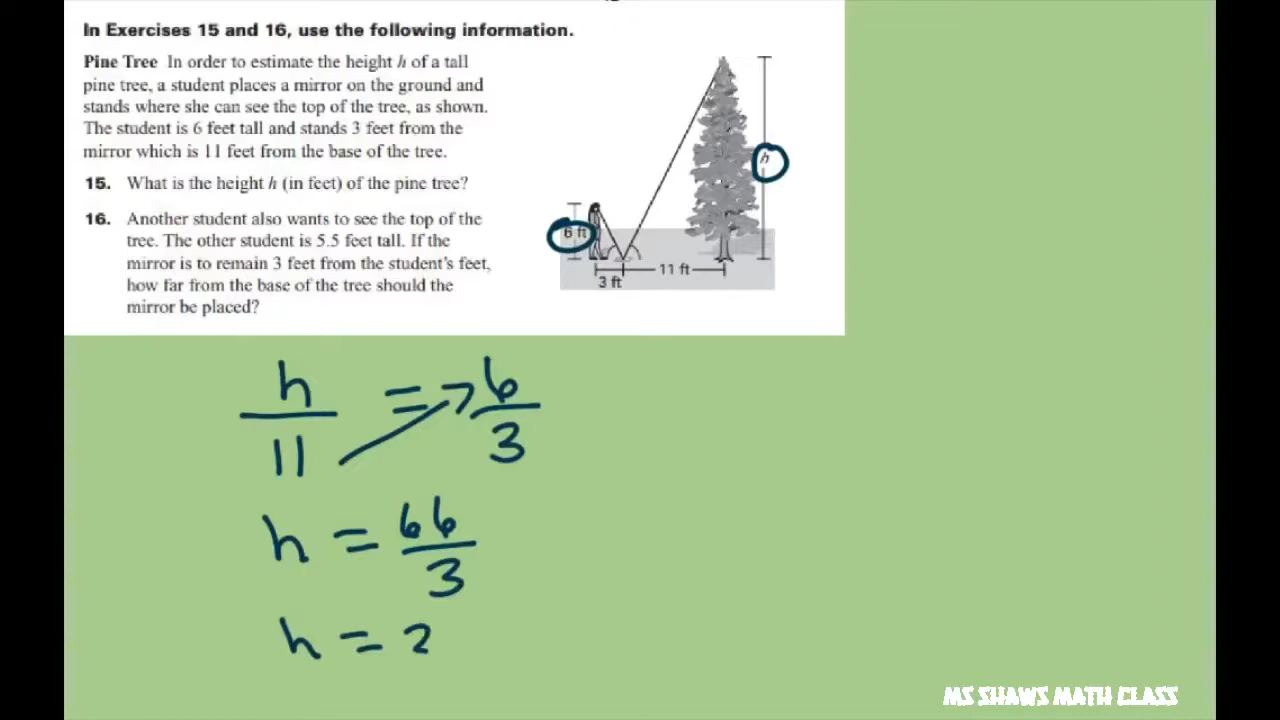 In Exercises 15 and 16, use the following information.
Pine Tree In order to estimate the height h of a tall
pine tree, a student places a mirror on the ground and
stands where she can see the top of the tree, as shown.
The student is 6 feet tall and stands 3 feet from the
mirror which is 11 feet from the base of the tree.
15. What is the height h (in feet) of the pine tree?
16. Another student also wants to see the top of the
tree. The other student is 5.5 feet tall. If the
mirror is to remain 3 feet from the student's feet,
how far from the base of the tree should the
mirror be placed?
h
6 ft
11 ft
3 ft
h = 6
11 3
h = 66
3
h = 2
MS SHAWS MATH CLASS